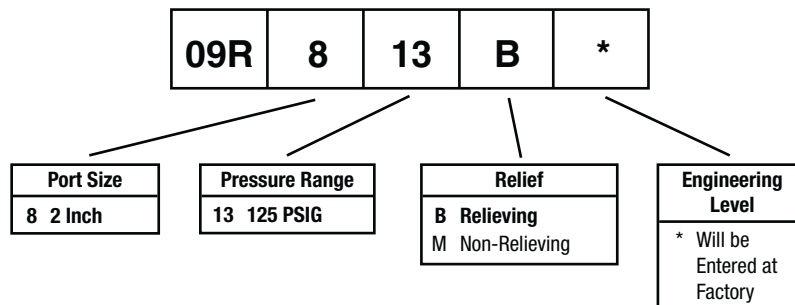 09R 8 13 B *
Port Size
8 2 Inch
Pressure Range
13 125 PSIG
Relief
B Relieving
M Non-Relieving
Engineering
Level
* Will be
Entered at
Factory